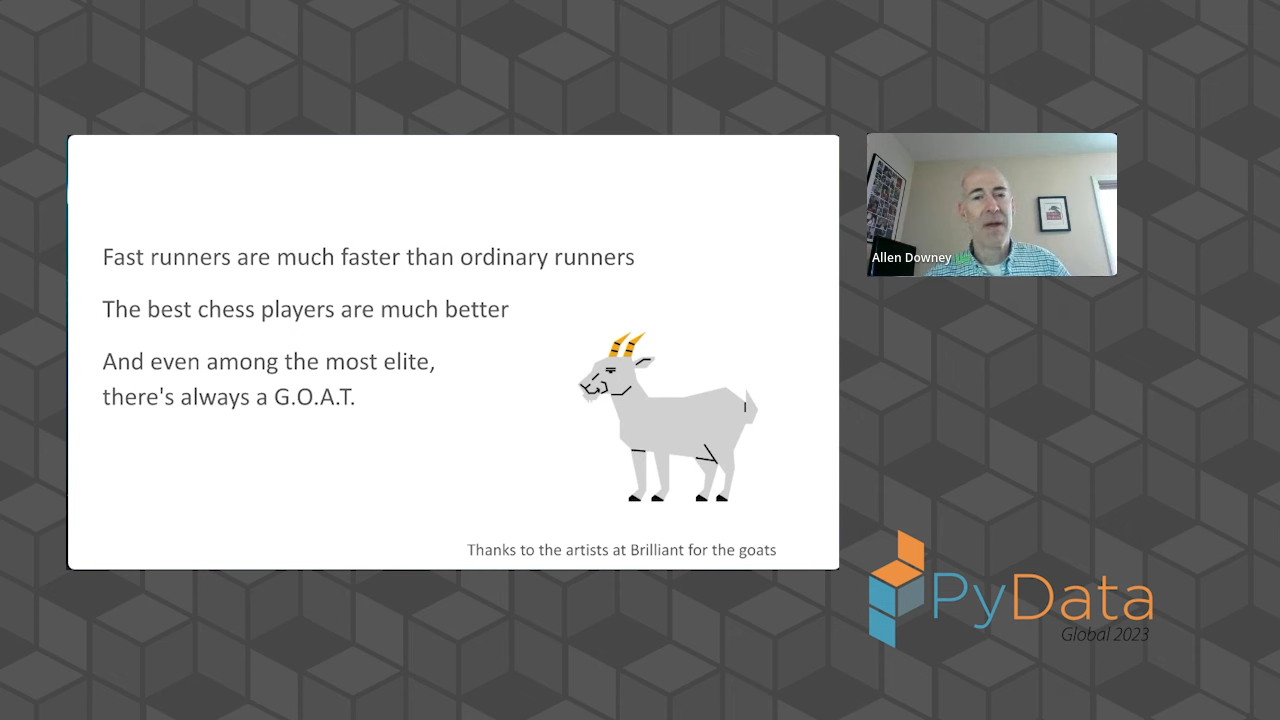 Fast runners are much faster than ordinary runners
The best chess players are much better
And even among the most elite,
there's always a G.O.A.T.
Thanks to the artists at Brilliant for the goats
Allen Downey
PyData
Global 2023